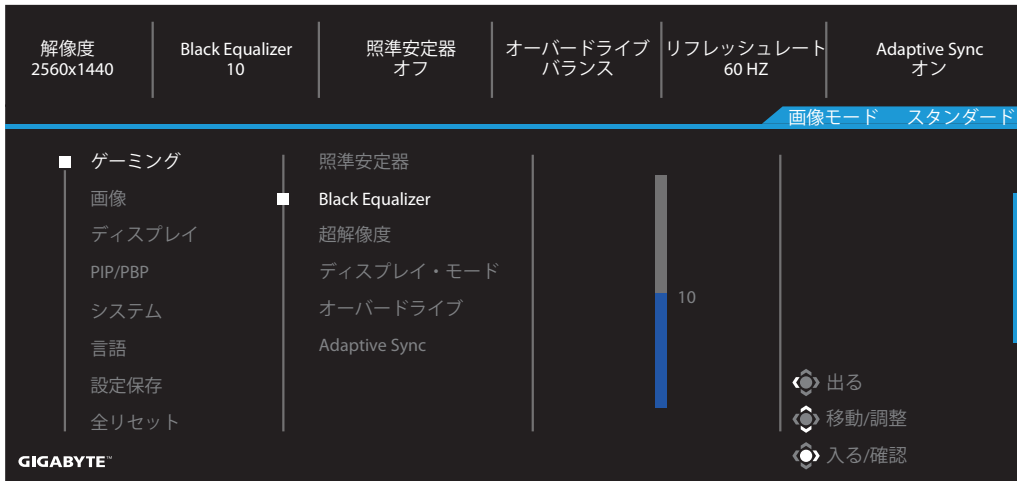 解像度
2560x1440
Black Equalizer
10
照準安定器
オフ
オーバードライブ
バランス
リフレッシュレート
60 HZ
Adaptive Sync
オン
画像モード スタンダード
ゲーミング
画像
ディスプレイ
PIP/PBP
システム
言語
設定保存
全リセット
照準安定器
Black Equalizer
超解像度
ディスプレイ・モード
オーバードライブ
Adaptive Sync
10
出る
移動/調整
入る/確認
GIGABYTE™